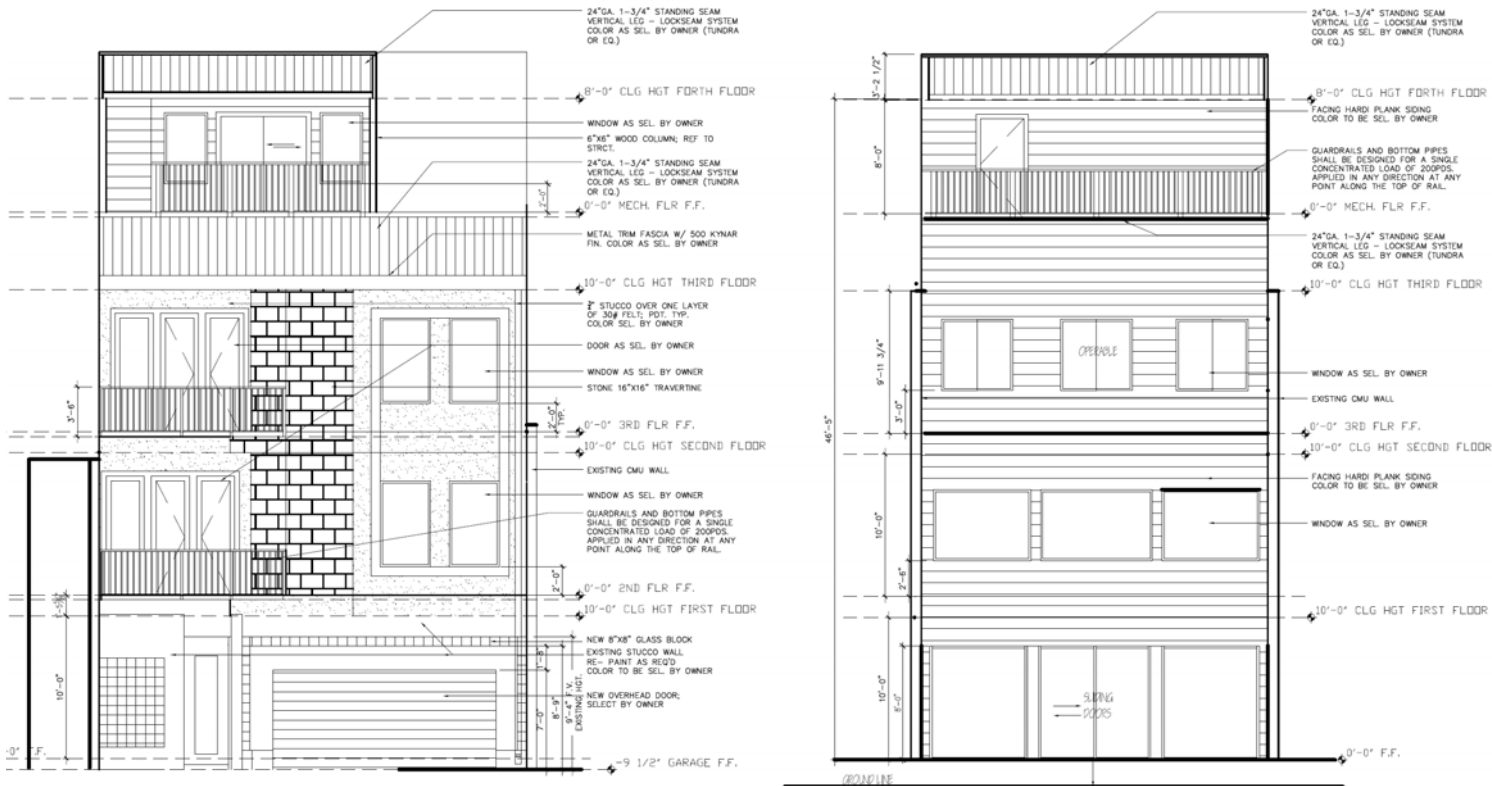 24"GA. 1-3/4" STANDING SEAM
VERTICAL LEG – LOCKSEAM SYSTEM
COLOR AS SEL. BY OWNER (TUNDRA
OR EQ.)
8'-0" CLG HGT FORTH FLOOR
WINDOW AS SEL. BY OWNER
6"X6" WOOD COLUMN; REF TO
STRCT.
24"GA. 1-3/4" STANDING SEAM
VERTICAL LEG – LOCKSEAM SYSTEM
COLOR AS SEL. BY OWNER (TUNDRA
OR EQ.)
2'-0"
0'-0" MECH. FLR F.F.
METAL TRIM FASCIA W/ 500 KYNAR
FIN. COLOR AS SEL. BY OWNER
10'-0" CLG HGT THIRD FLOOR
STUCCO OVER ONE LAYER
OF 30# FELT; PDT. TYP.
COLOR SEL. BY OWNER
DOOR AS SEL. BY OWNER
WINDOW AS SEL. BY OWNER
STONE 16"X16" TRAVERTINE
3'-6"
2'-0"
TYP.
0'-0" 3RD FLR F.F.
10'-0" CLG HGT SECOND FLOOR
EXISTING CMU WALL
WINDOW AS SEL. BY OWNER
GUARDRAILS AND BOTTOM PIPES
SHALL BE DESIGNED FOR A SINGLE
CONCENTRATED LOAD OF 200PDS.
APPLIED IN ANY DIRECTION AT ANY
POINT ALONG THE TOP OF RAIL.
2'-0"
0'-0" 2ND FLR F.F.
10'-0" CLG HGT FIRST FLOOR
NEW 8"X8" GLASS BLOCK
EXISTING STUCCO WALL
RE- PAINT AS REQ'D
COLOR TO BE SEL. BY OWNER
NEW OVERHEAD DOOR;
SELECT BY OWNER
10'-0"
1'-8"
7'-0"
8'-9"
9'-4" F.V.
EXISTING HGT.
-0" F.F.
-9 1/2" GARAGE F.F.
24"GA. 1-3/4" STANDING SEAM
VERTICAL LEG – LOCKSEAM SYSTEM
COLOR AS SEL. BY OWNER (TUNDRA
OR EQ.)
3'-2 1/2"
8'-0" CLG HGT FORTH FLOOR
FACING HARDI PLANK SIDING
COLOR TO BE SEL. BY OWNER
8'-0"
GUARDRAILS AND BOTTOM PIPES
SHALL BE DESIGNED FOR A SINGLE
CONCENTRATED LOAD OF 200PDS.
APPLIED IN ANY DIRECTION AT ANY
POINT ALONG THE TOP OF RAIL.
0'-0" MECH. FLR F.F.
24"GA. 1-3/4" STANDING SEAM
VERTICAL LEG – LOCKSEAM SYSTEM
COLOR AS SEL. BY OWNER (TUNDRA
OR EQ.)
10'-0" CLG HGT THIRD FLOOR
9'-11 3/4"
OPERABLE
WINDOW AS SEL. BY OWNER
EXISTING CMU WALL
3'-0"
46'-5"
0'-0" 3RD FLR F.F.
10'-0" CLG HGT SECOND FLOOR
FACING HARDI PLANK SIDING
COLOR TO BE SEL. BY OWNER
10'-0"
WINDOW AS SEL. BY OWNER
2'-6"
10'-0" CLG HGT FIRST FLOOR
10'-0"
SLIDING
DOORS
0'-0" F.F.
GROUND LINE